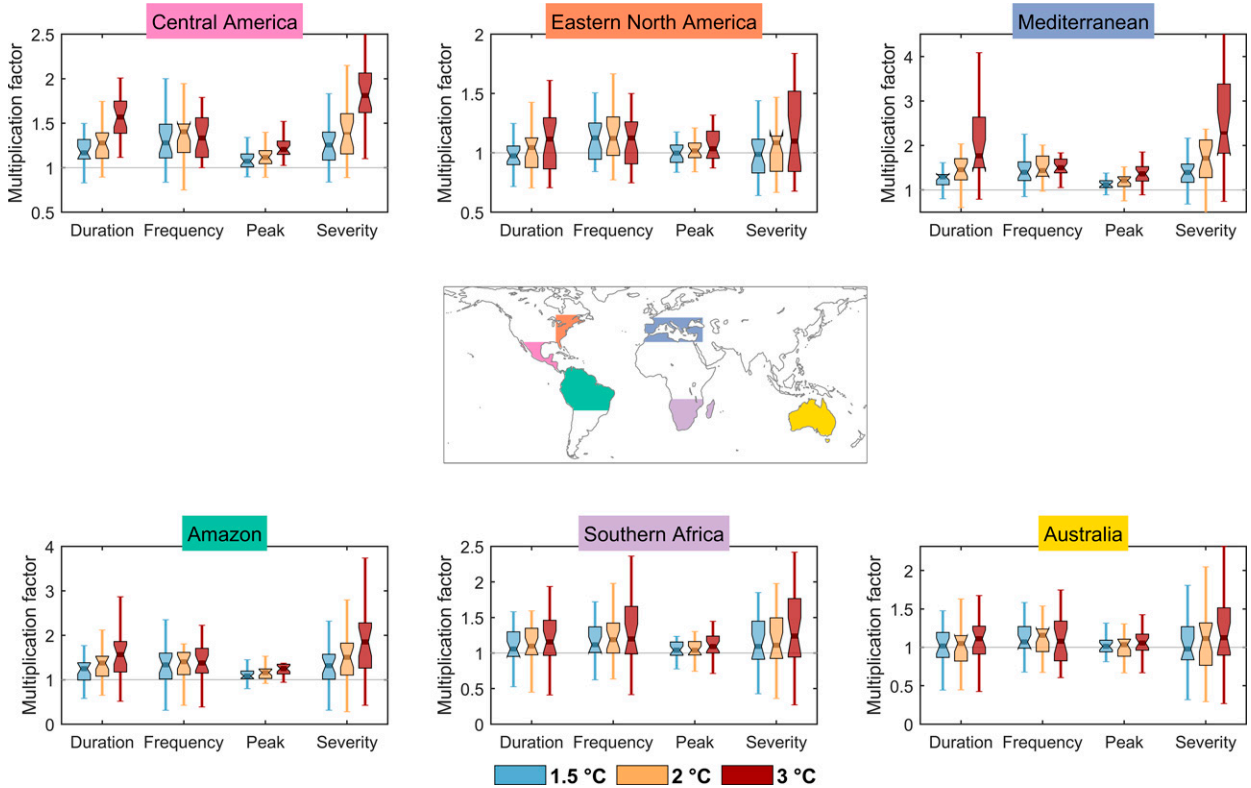 Central America
Eastern North America
Mediterranean
Multiplication factor
2.5
2
1.5
1
0.5
Duration Frequency Peak Severity
Multiplication factor
2
1.5
1
0.5
Duration Frequency Peak Severity
Multiplication factor
4
3
2
1
Duration Frequency Peak Severity
Amazon
Southern Africa
Australia
Multiplication factor
4
3
2
1
0
Duration Frequency Peak Severity
Multiplication factor
2.5
2
1.5
1
0.5
0
Duration Frequency Peak Severity
Multiplication factor
2
1.5
1
0.5
0
Duration Frequency Peak Severity
1.5 °C 2 °C 3 °C